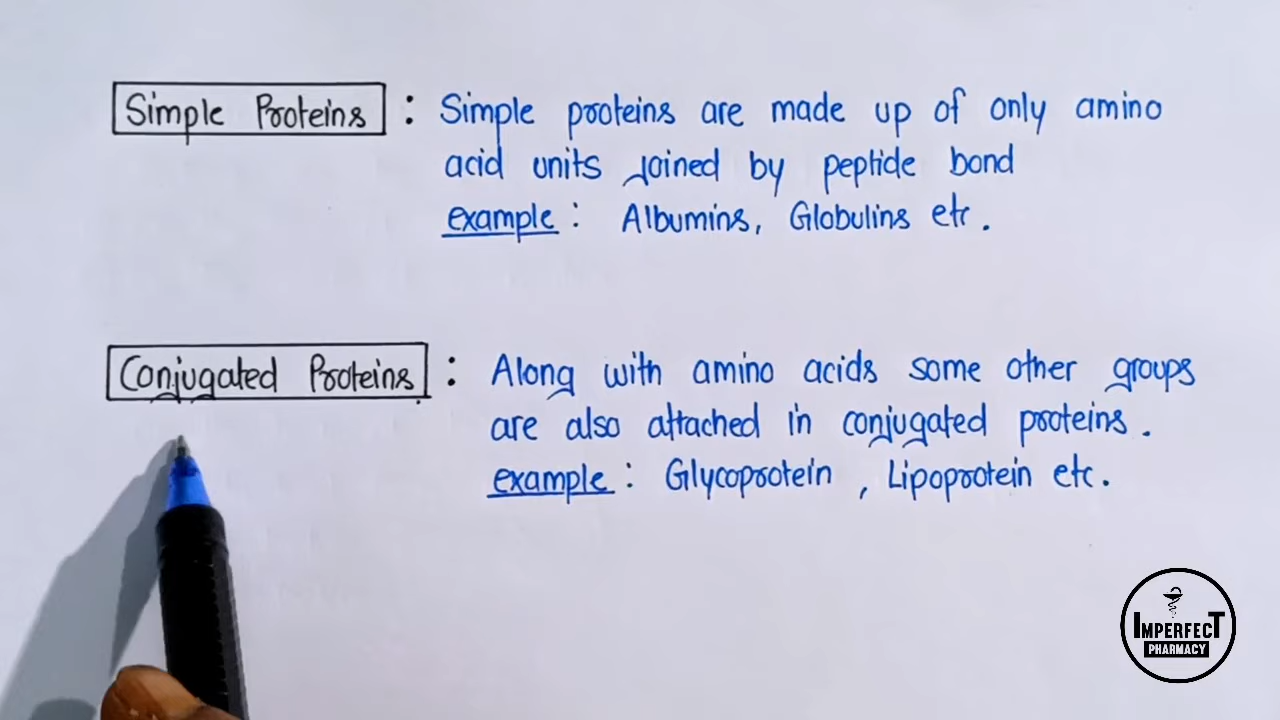 Simple Proteins : Simple proteins are made up of only amino
acid units joined by peptide bond
example : Albumins, Globulins etc.
Conjugated Proteins : Along with amino acids some other groups
are also attached in conjugated proteins.
example : Glycoprotein , Lipoprotein etc.
IMPERFECT
PHARMACY